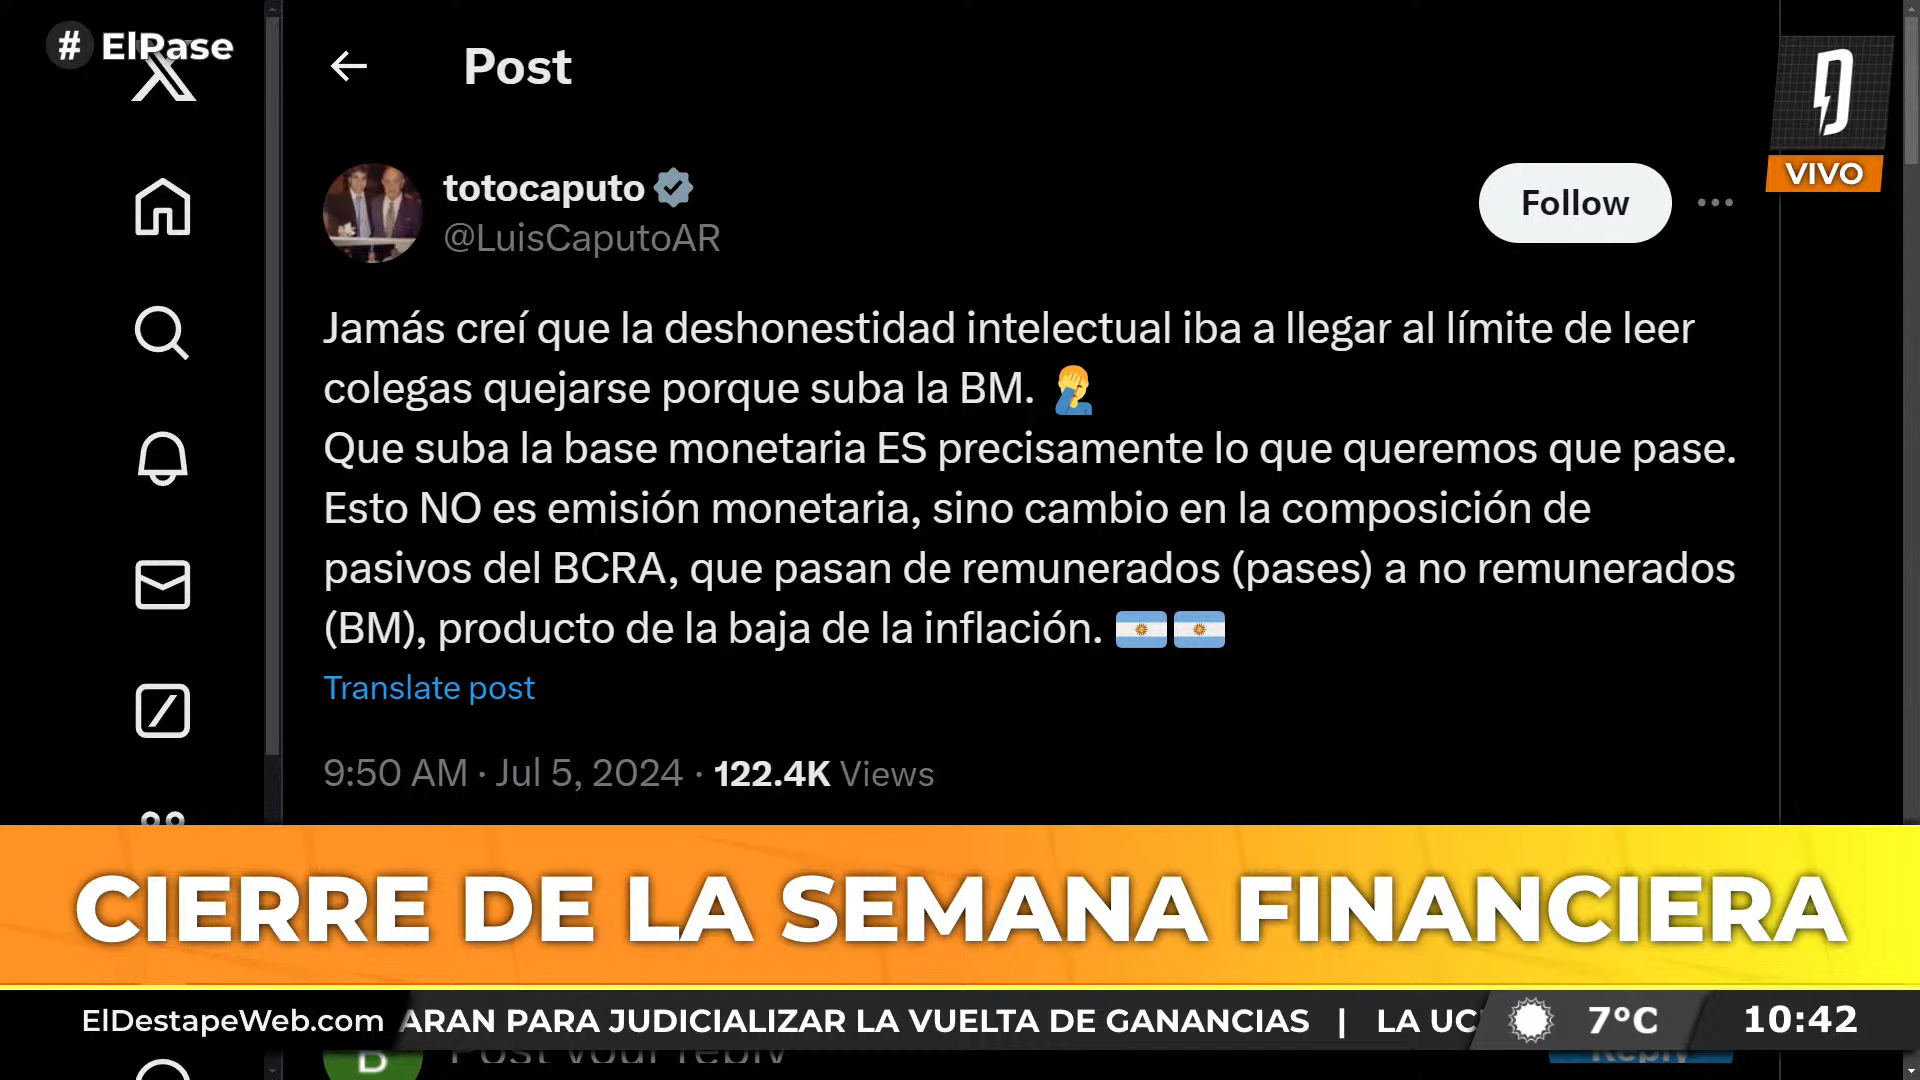 # ElPase
Post
VIVO
totocaputo
@LuisCaputoAR
Follow
Jamás creí que la deshonestidad intelectual iba a llegar al límite de leer
colegas quejarse porque suba la BM.
Que suba la base monetaria ES precisamente lo que queremos que pase.
Esto NO es emisión monetaria, sino cambio en la composición de
pasivos del BCRA, que pasan de remunerados (pases) a no remunerados
(BM), producto de la baja de la inflación.
Translate post
9:50 AM · Jul 5, 2024 · 122.4K Views
CIERRE DE LA SEMANA FINANCIERA
ElDestapeWeb.com
ARAN PARA JUDICIALIZAR LA VUELTA DE GANANCIAS | LA UC
7°C
10:42
Post your reply
Reply